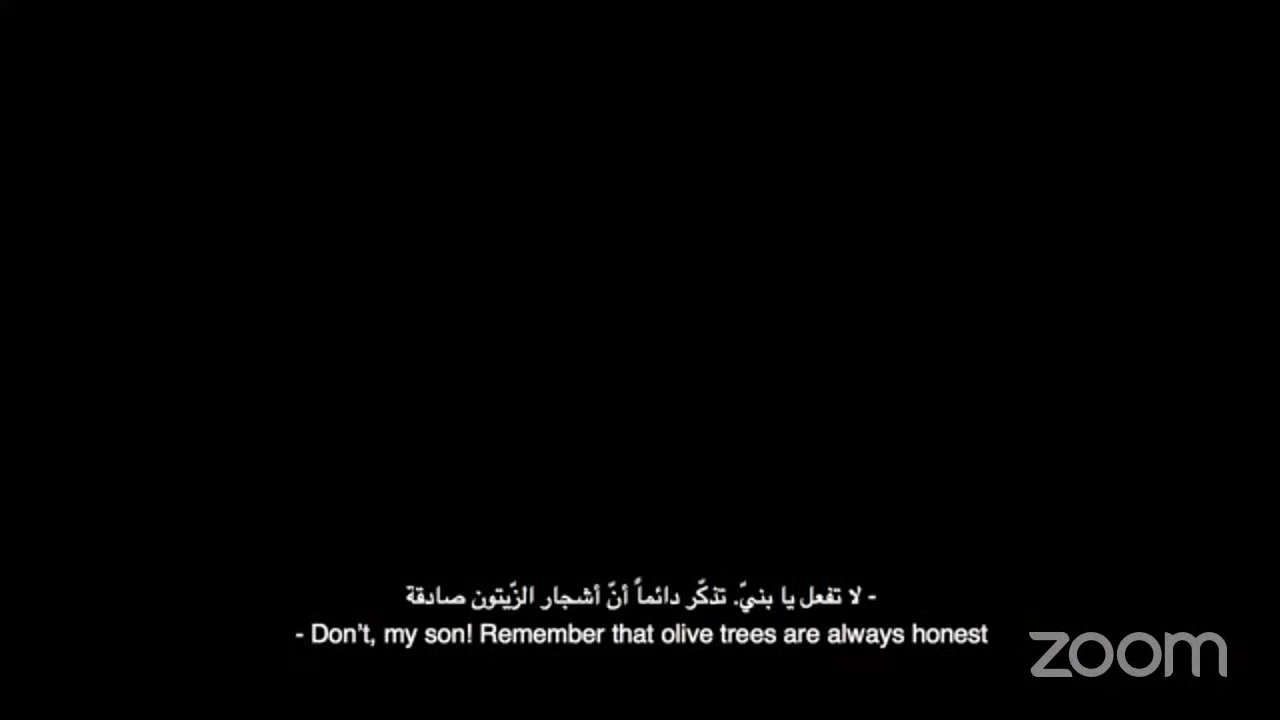 - لا تفعل يا بنيّ. تذكّر دائماً أنّ أشجار الزّيتون صادقة
- Don't, my son! Remember that olive trees are always honest
zoom